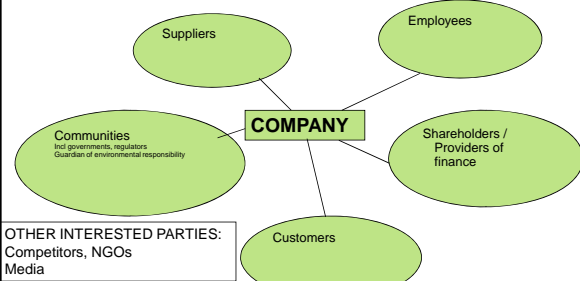 Suppliers
Employees
COMPANY
Communities
Incl governments, regulators
Guardian of environmental responsibility
Shareholders /
Providers of
finance
Customers
OTHER INTERESTED PARTIES:
Competitors, NGOs
Media